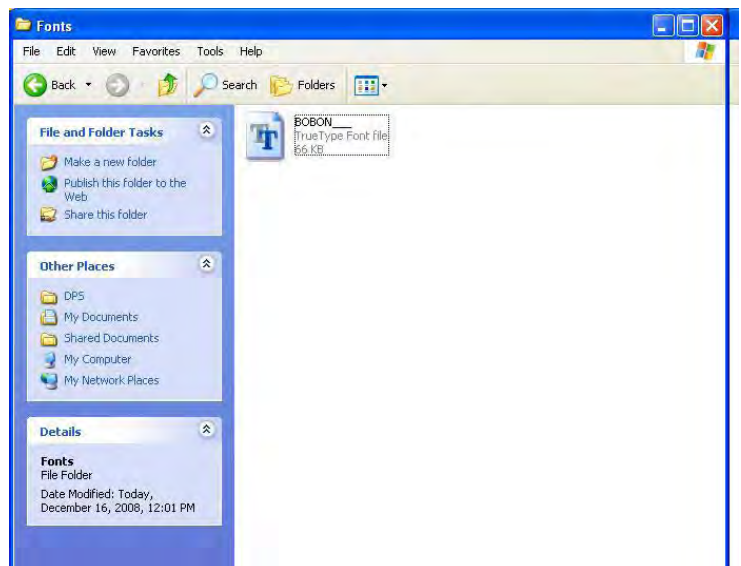 Fonts
File Edit View Favorites Tools Help
Back Search Folders
File and Folder Tasks
Make a new folder
Publish this folder to the
Web
Share this folder
Other Places
DPS
My Documents
Shared Documents
My Computer
My Network Places
Details
Fonts
File Folder
Date Modified: Today,
December 16, 2008, 12:01 PM
BOBON___
TrueType Font file
66 KB